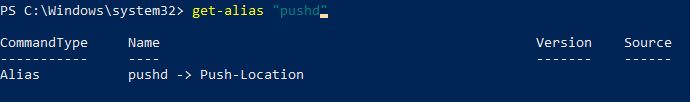 PS C:\Windows\system32> get-alias "pushd"
CommandType Name Version Source
----------- ---- ------- ------
Alias pushd -> Push-Location